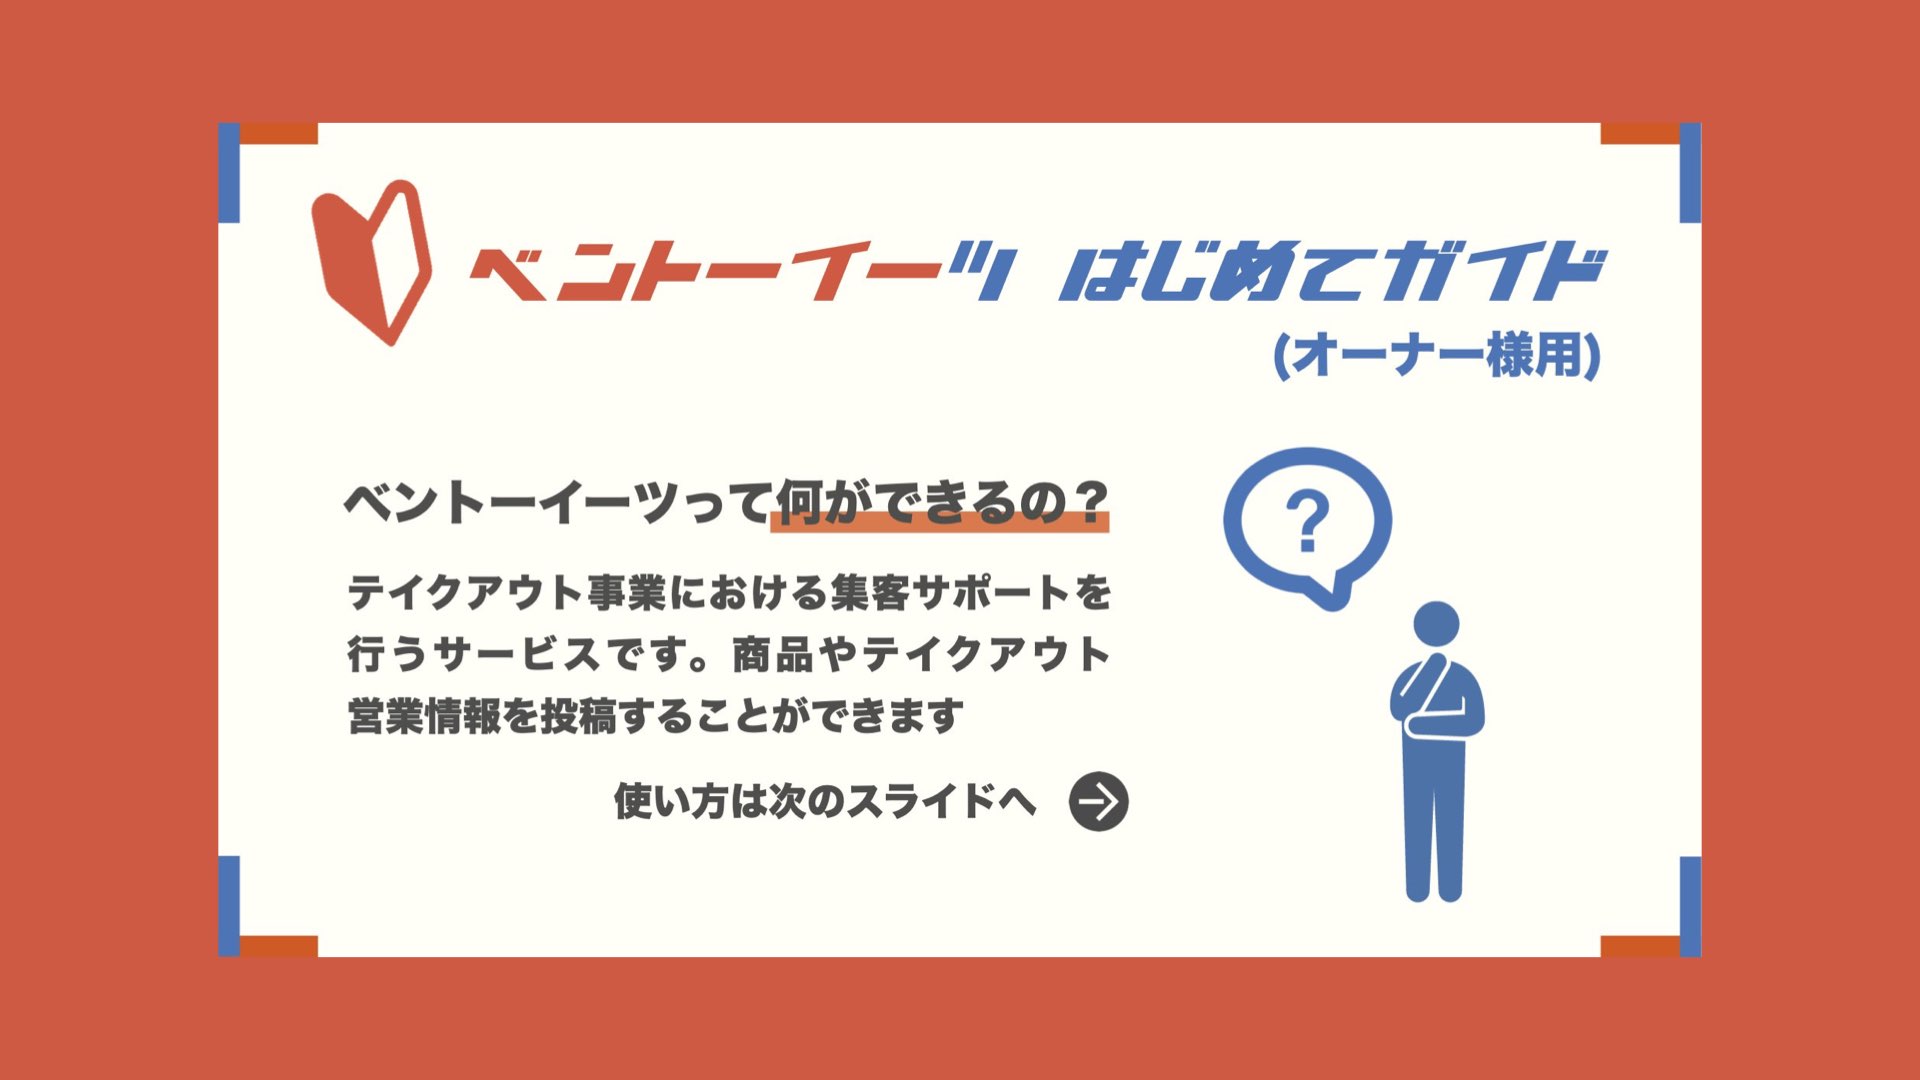 ベントーイーツ はじめてガイド
(オーナー様用)
ベントーイーツって何ができるの？
?
テイクアウト事業における集客サポートを
行うサービスです。商品やテイクアウト
営業情報を投稿することができます
使い方は次のスライドへ